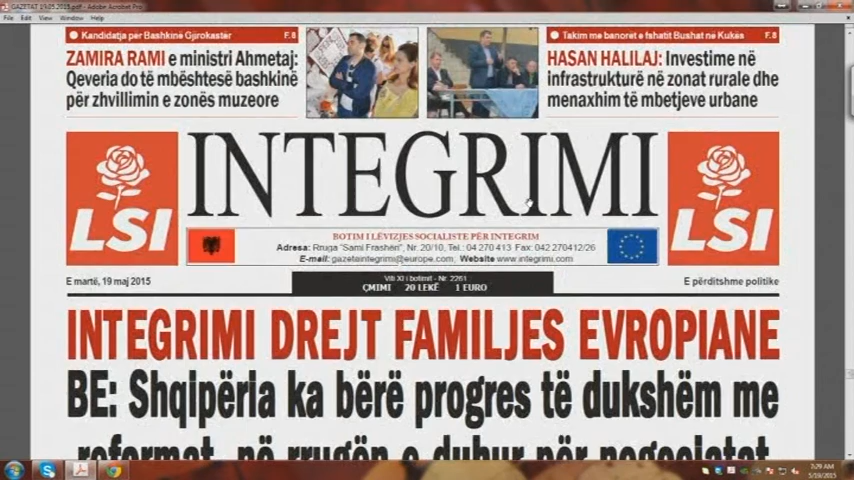 GAZETAT 19.05.2015.pdf - Adobe Acrobat Pro
File Edit View Window Help
Kandidatja për Bashkinë Gjirokastër F. 8
ZAMIRA RAMI e ministri Ahmetaj:
Qeveria do të mbështesë bashkinë
për zhvillimin e zonës muzeore
Takim me banorët e fshatit Bushat në Kukës F. 8
HASAN HALILAJ: Investime në
infrastrukturë në zonat rurale dhe
menaxhim të mbetjeve urbane
LSI
INTEGRIMI
LSI
BOTIM I LËVIZJES SOCIALISTE PËR INTEGRIM
Adresa: Rruga "Sami Frashëri", Nr. 20/10, Tel.: 04 270 413 Fax: 042 270412/26
E-mail: gazetaintegrimi@europe.com, Website www.integrimi.com
E martë, 19 maj 2015
Viti XI i botimit - Nr. 2261
ÇMIMI 20 LEKË 1 EURO
E përditshme politike
INTEGRIMI DREJT FAMILJES EVROPIANE
BE: Shqipëria ka bërë progres të dukshëm me
reformat, në rrugën e duhur për negociatat
7:29 AM
5/19/2015